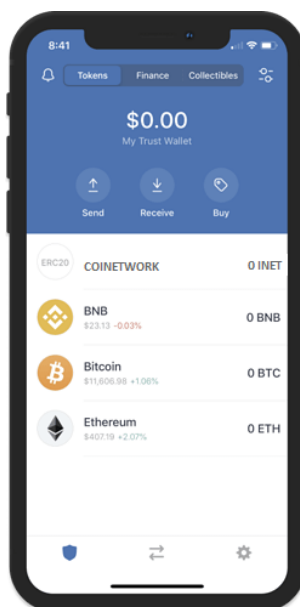 8:41
Tokens Finance Collectibles
$0.00
My Trust Wallet
Send Receive Buy
ERC20 COINETWORK 0 INET
BNB
$23.13 -0.03%
0 BNB
Bitcoin
$11,606.98 +1.06%
0 BTC
Ethereum
$407.19 +2.07%
0 ETH